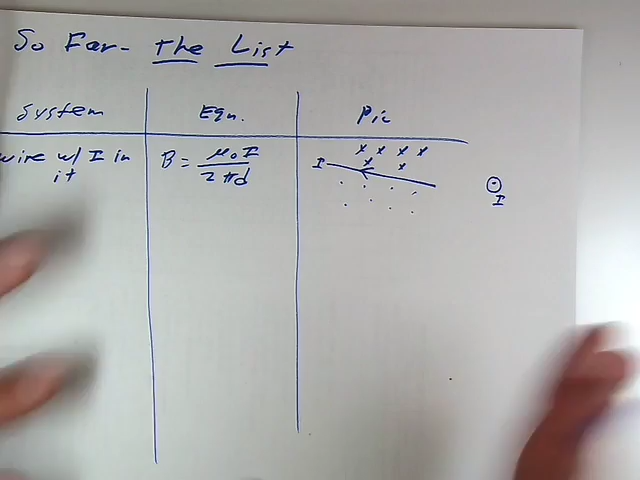 So Far- The List
System Eqn. Pic
wire w/ I in it
B = μ₀I / 2πd
I
x x x x
x x
I